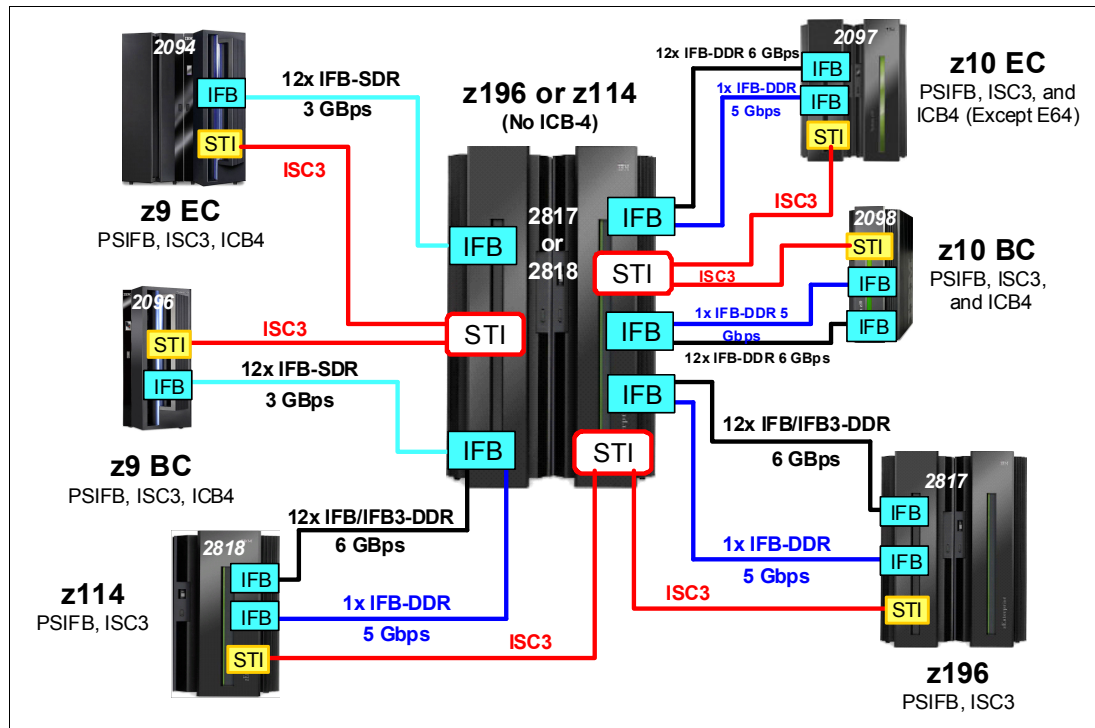 2094
IFB
STI
12x IFB-SDR
3 GBps
ISC3
z9 EC
PSIFB, ISC3, ICB4
2096
STI
IFB
ISC3
12x IFB-SDR
3 GBps
z9 BC
PSIFB, ISC3, ICB4
2818
IFB
IFB
STI
12x IFB/IFB3-DDR
6 GBps
1x IFB-DDR
5 Gbps
ISC3
z114
PSIFB, ISC3
z196 or z114
(No ICB-4)
2817
or
2818
IFB
STI
IFB
IFB
STI
IFB
IFB
STI
12x IFB-DDR 6 GBps
1x IFB-DDR
5 GBps
ISC3
2097
IFB
IFB
STI
z10 EC
PSIFB, ISC3, and
ICB4 (Except E64)
ISC3
1x IFB-DDR 5
Gbps
12x IFB-DDR 6 GBps
2098
STI
IFB
IFB
z10 BC
PSIFB, ISC3,
and ICB4
12x IFB/IFB3-DDR
6 GBps
1x IFB-DDR
5 Gbps
ISC3
2817
IFB
IFB
STI
z196
PSIFB, ISC3